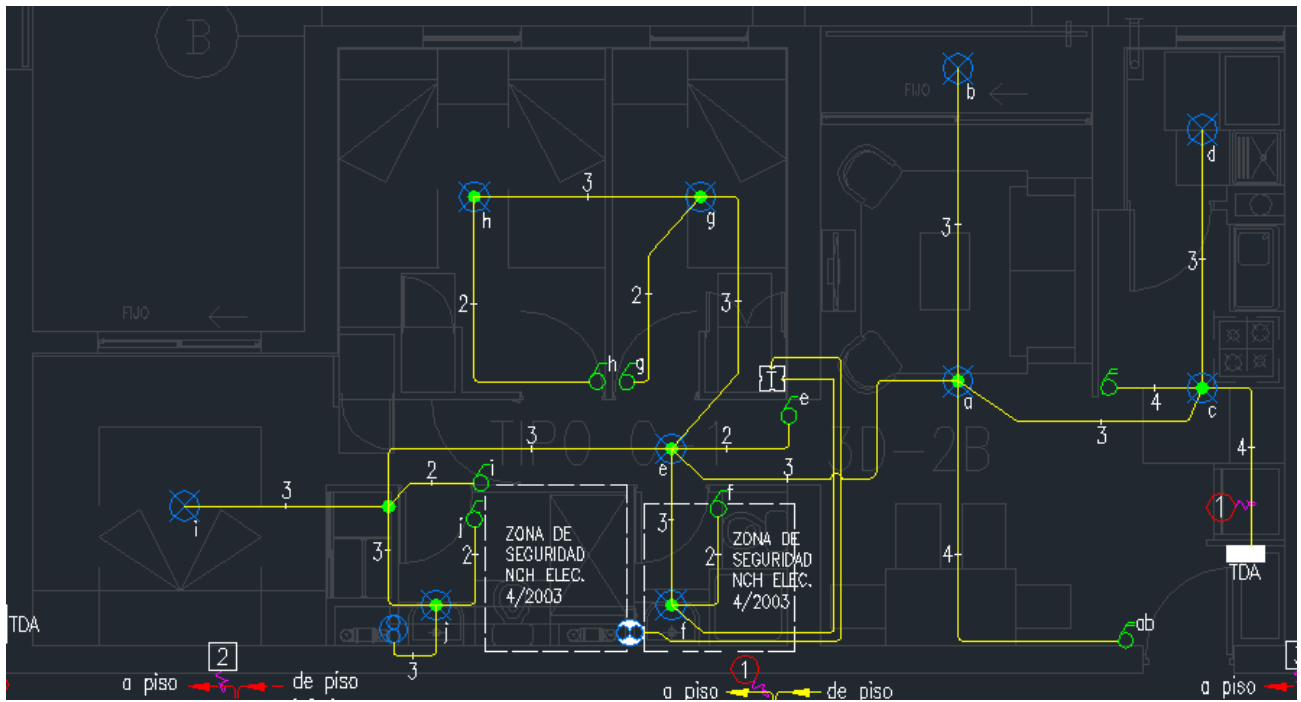 B
FIJO
b
d
3
h
g
3
3
2
2
3
FIJO
h
g
T
e
a
4
c
3
4
TIPO C-1
3D-2B
3
2
e
3
2
i
3
i
j
f
1
ZONA DE
SEGURIDAD
NCH ELEC.
4/2003
3
ZONA DE
SEGURIDAD
NCH ELEC.
4/2003
3
2
2
4
TDA
TDA
j
f
ab
3
2
1
a piso
de piso
a piso
de piso
a piso